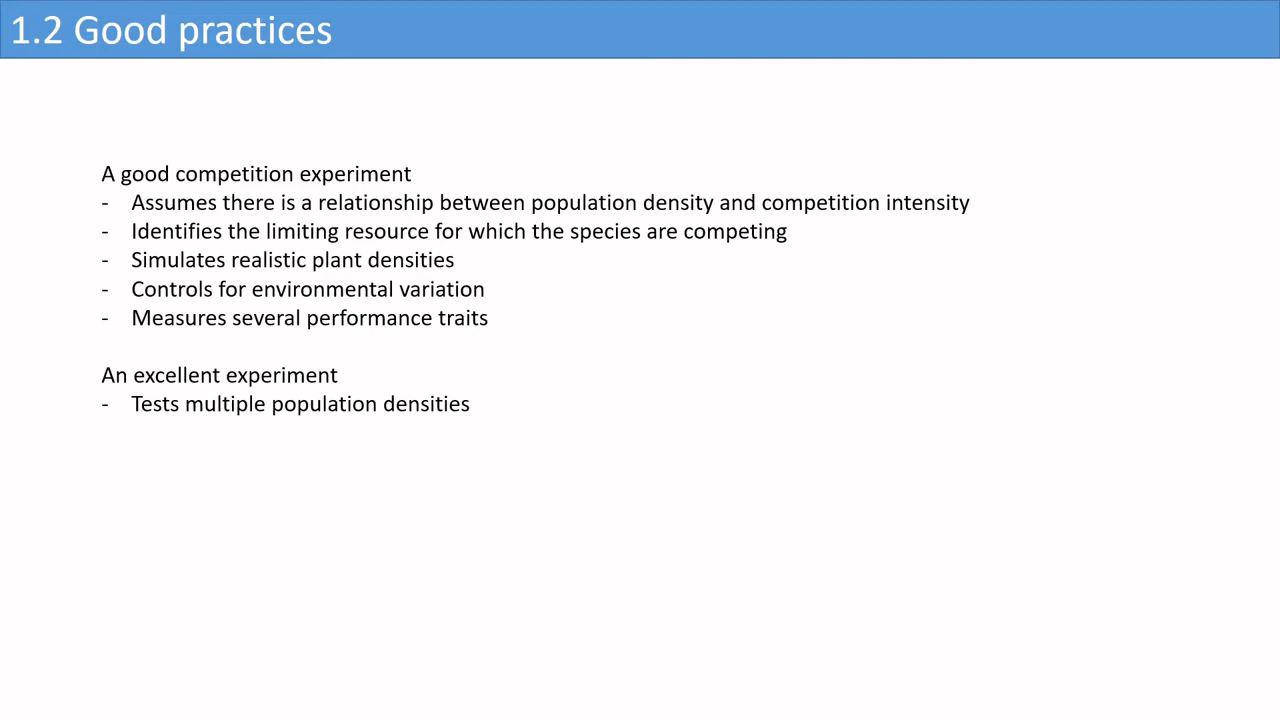 1.2 Good practices
A good competition experiment
- Assumes there is a relationship between population density and competition intensity
- Identifies the limiting resource for which the species are competing
- Simulates realistic plant densities
- Controls for environmental variation
- Measures several performance traits
An excellent experiment
- Tests multiple population densities